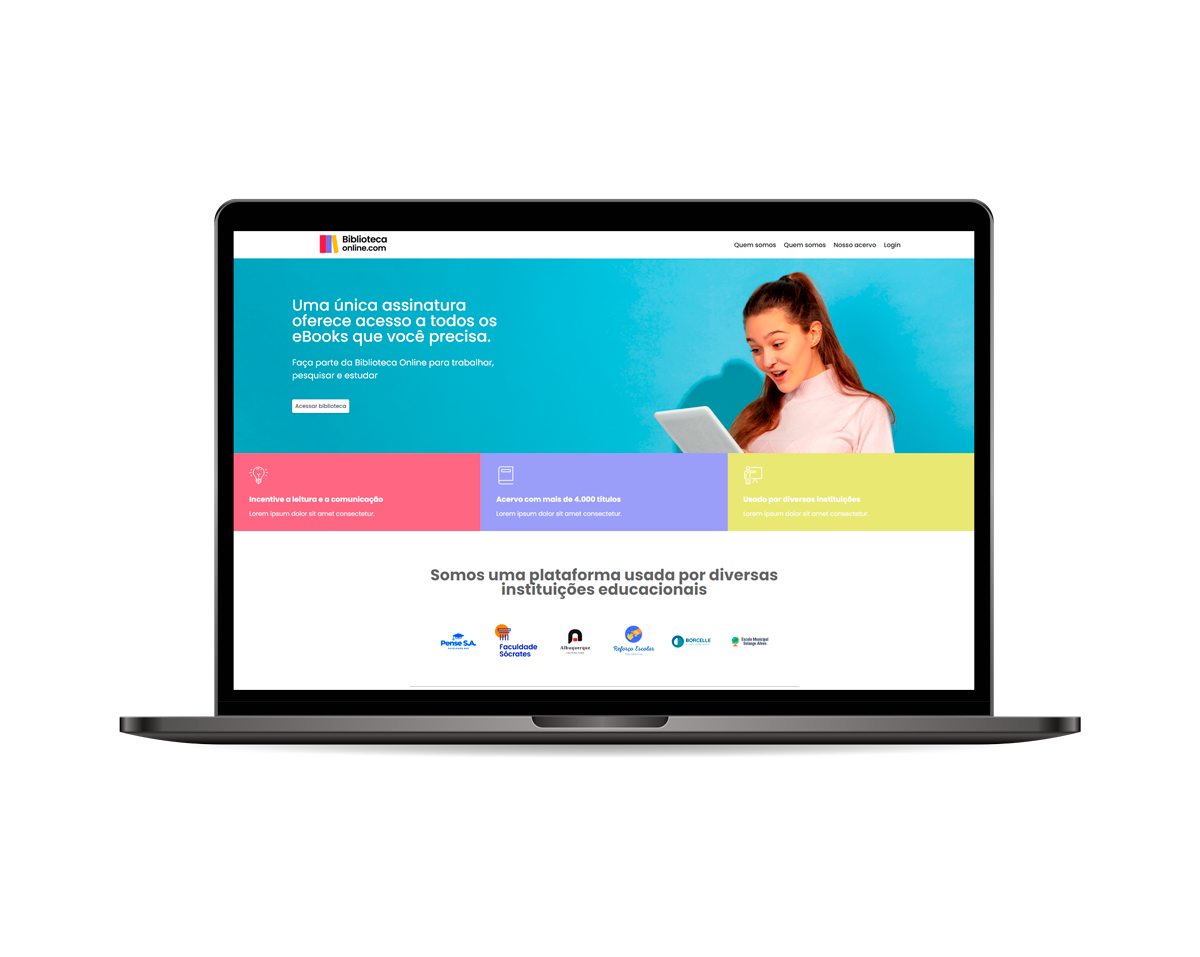 Biblioteca
online.com
Quem somos Quem somos Nosso acervo Login
Uma única assinatura
oferece acesso a todos os
eBooks que você precisa.
Faça parte da Biblioteca Online para trabalhar,
pesquisar e estudar
Acessar biblioteca
Incentive a leitura e a comunicação
Lorem ipsum dolor sit amet consectetur.
Acervo com mais de 4.000 títulos
Lorem ipsum dolor sit amet consectetur.
Usada por diversas instituições
Lorem ipsum dolor sit amet consectetur.
Somos uma plataforma usada por diversas
instituições educacionais
Pense S.A.
Faculdade
Sócrates
Albuquerque
Reforço Escolar
BORCELLE
Escola Municipal
Solange Alves